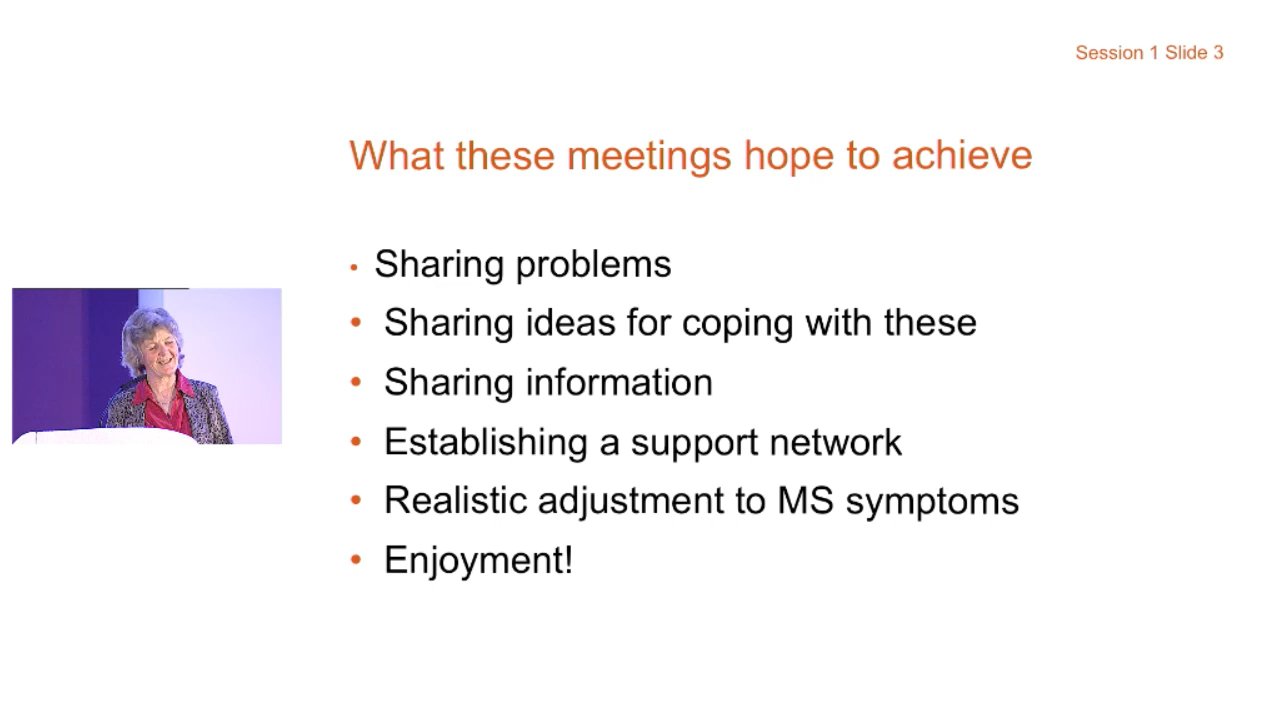 Session 1 Slide 3
What these meetings hope to achieve
• Sharing problems
• Sharing ideas for coping with these
• Sharing information
• Establishing a support network
• Realistic adjustment to MS symptoms
• Enjoyment!